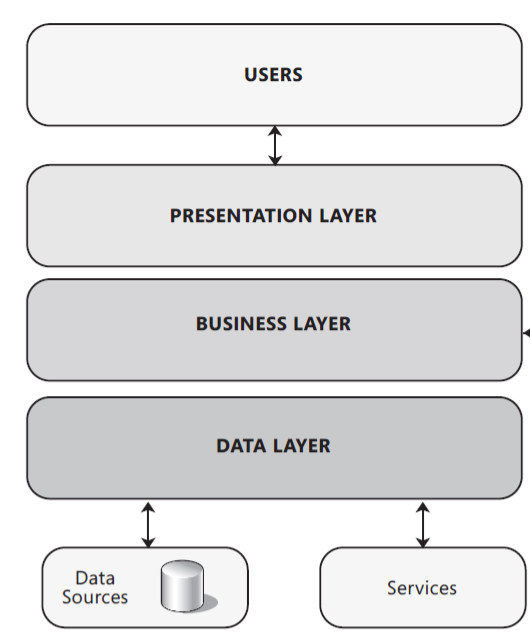 USERS
PRESENTATION LAYER
BUSINESS LAYER
DATA LAYER
Data
Sources
Services